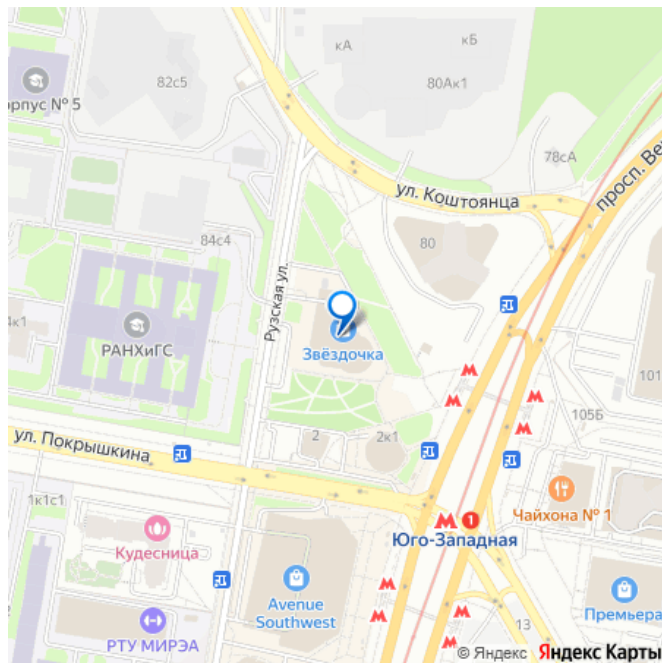 кА
кБ
82с5
80Ак1
орпус № 5
78сА
просп. Ве
ул. Коштоянца
84с4
80
Рузская ул.
4к1
РАНХиГС
Звёздочка
101
105Б
ул. Покрышкина
2
2к1
1к1с1
Чайхона № 1
1
Юго-Западная
Кудесница
Avenue
Southwest
Премьера
13
РТУ МИРЭА
© Яндекс Яндекс Карты